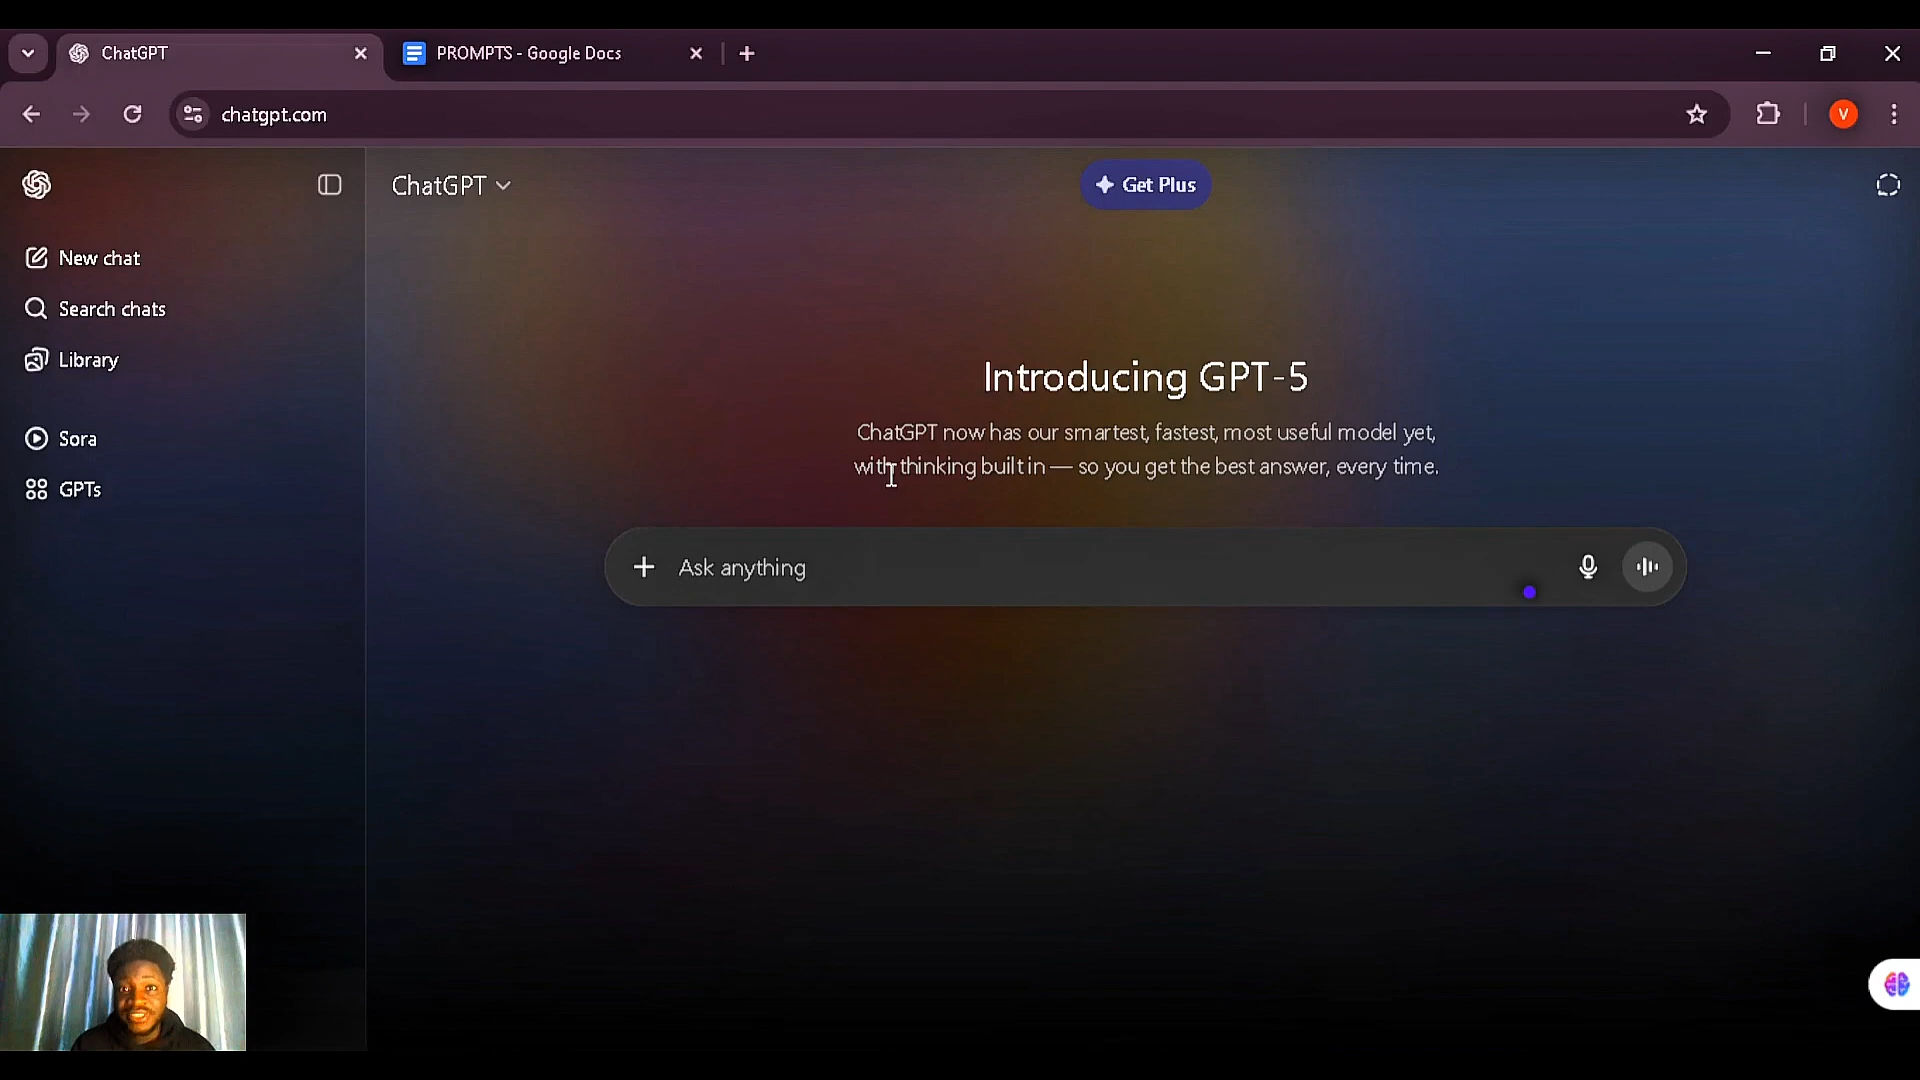 ChatGPT
PROMPTS - Google Docs
chatgpt.com
V
ChatGPT
Get Plus
New chat
Search chats
Library
Sora
GPTs
Introducing GPT-5
ChatGPT now has our smartest, fastest, most useful model yet,
with thinking built in — so you get the best answer, every time.
Ask anything